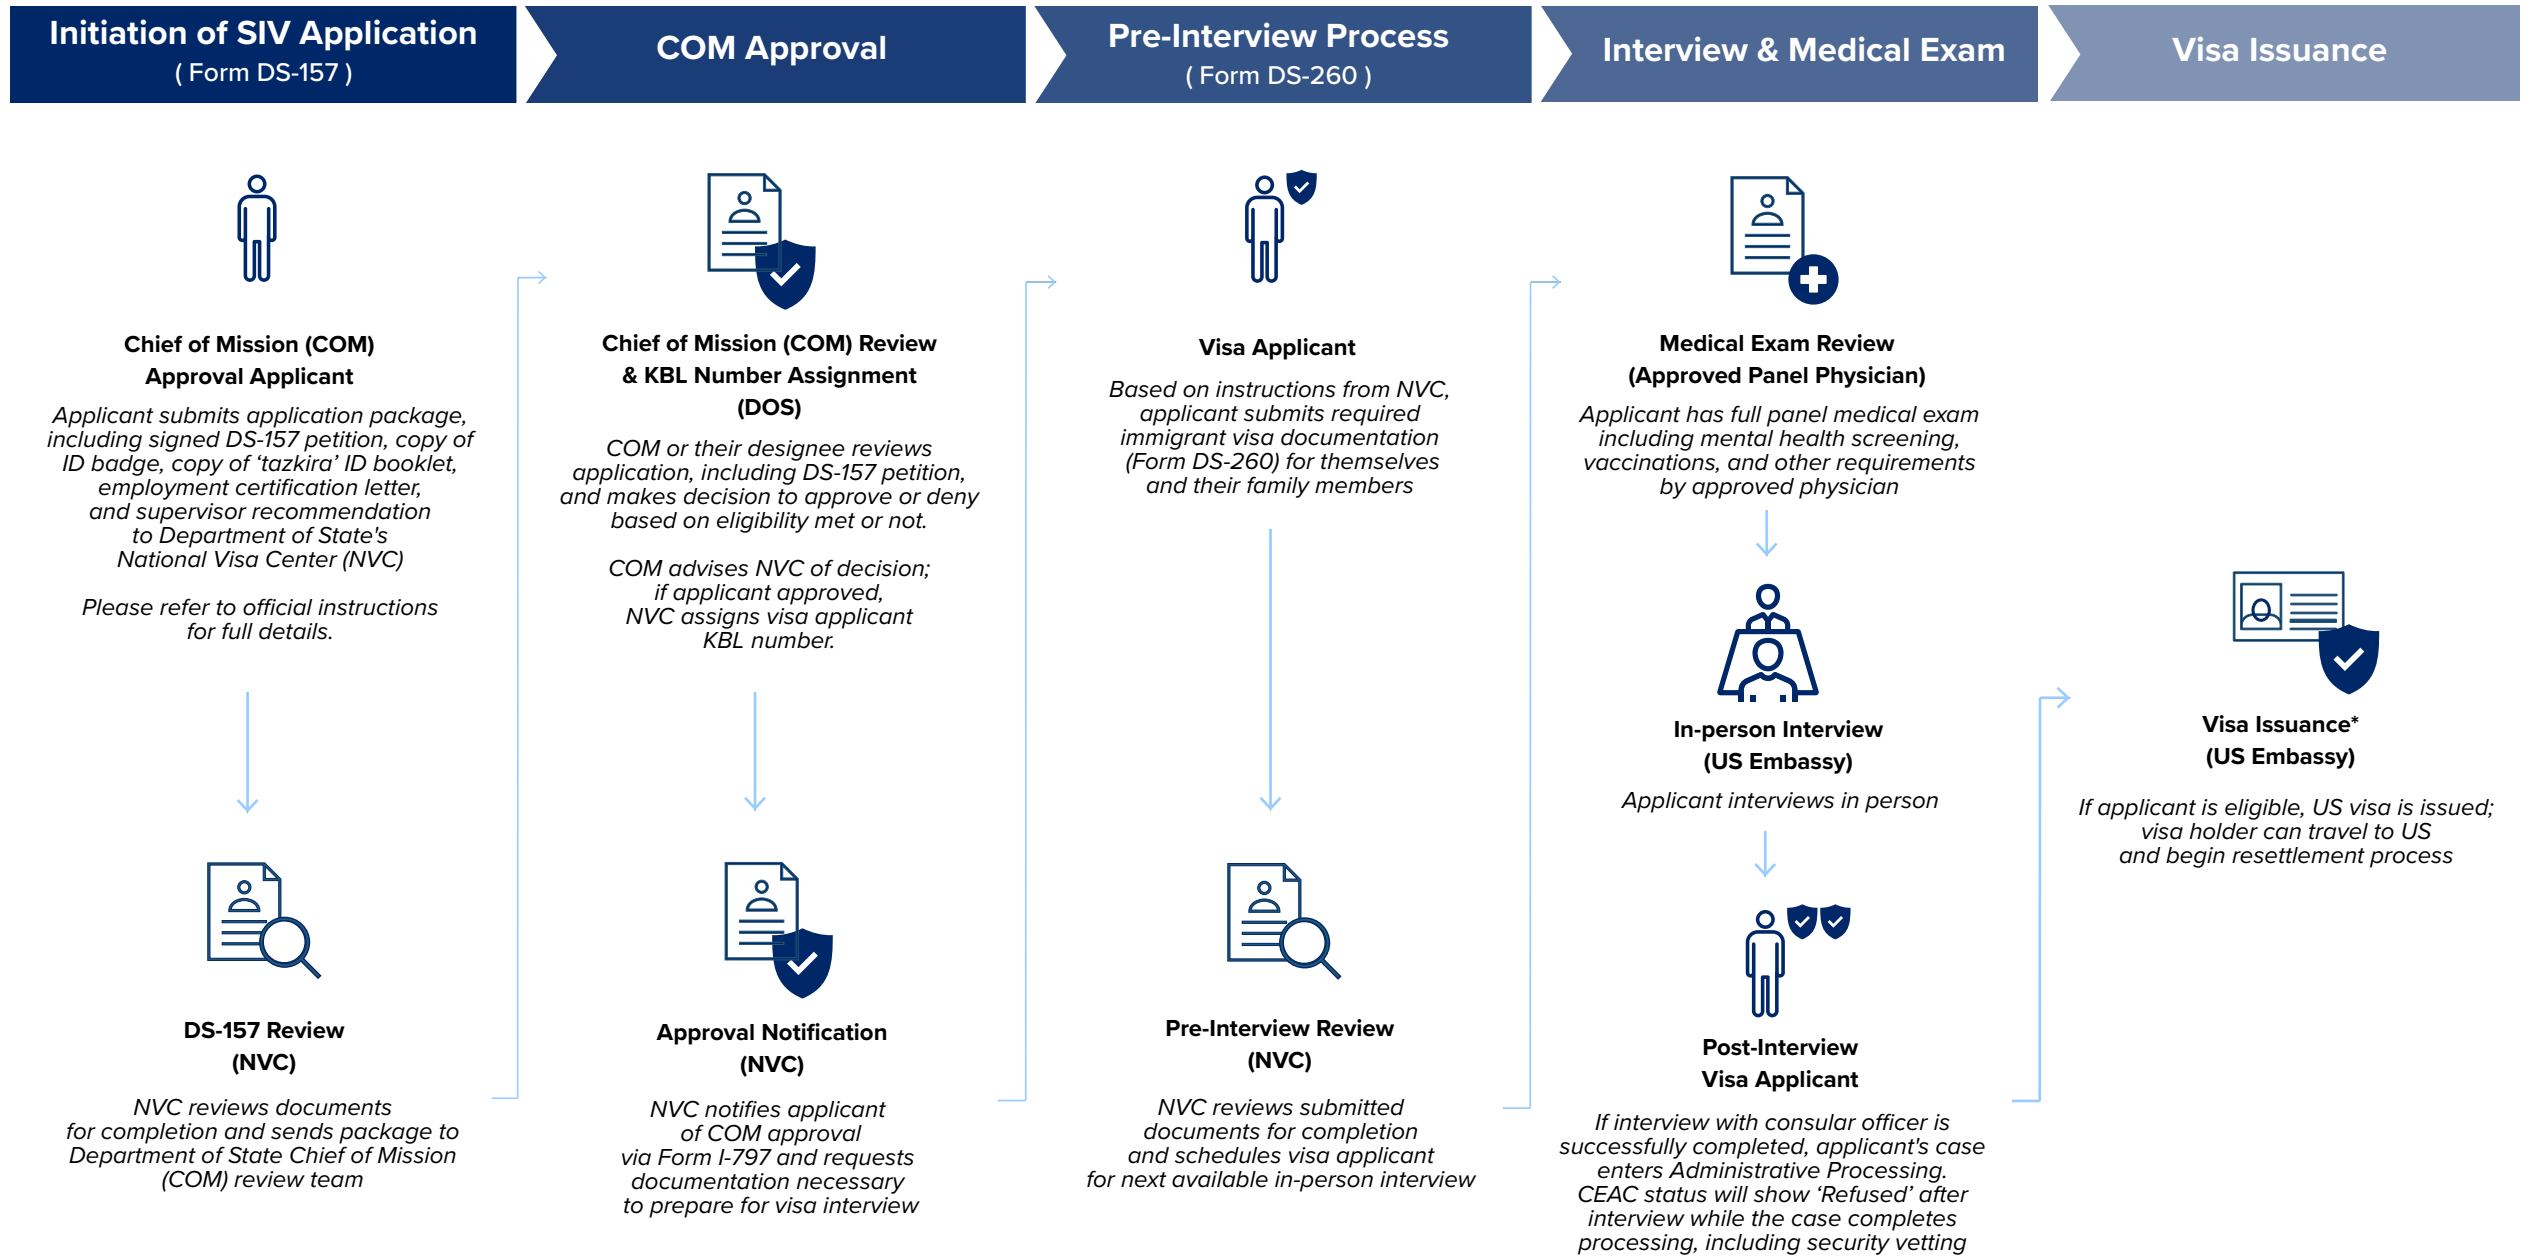 Initiation of SIV Application
( Form DS-157 )
COM Approval
Pre-Interview Process
( Form DS-260 )
Interview & Medical Exam
Visa Issuance
Chief of Mission (COM)
Approval Applicant
Applicant submits application package,
including signed DS-157 petition, copy of
ID badge, copy of ‘tazkira’ ID booklet,
employment certification letter,
and supervisor recommendation
to Department of State's
National Visa Center (NVC)
Please refer to official instructions
for full details.
DS-157 Review
(NVC)
NVC reviews documents
for completion and sends package to
Department of State Chief of Mission
(COM) review team
Chief of Mission (COM) Review
& KBL Number Assignment
(DOS)
COM or their designee reviews
application, including DS-157 petition,
and makes decision to approve or deny
based on eligibility met or not.
COM advises NVC of decision;
if applicant approved,
NVC assigns visa applicant
KBL number.
Approval Notification
(NVC)
NVC notifies applicant
of COM approval
via Form I-797 and requests
documentation necessary
to prepare for visa interview
Visa Applicant
Based on instructions from NVC,
applicant submits required
immigrant visa documentation
(Form DS-260) for themselves
and their family members
Pre-Interview Review
(NVC)
NVC reviews submitted
documents for completion
and schedules visa applicant
for next available in-person interview
Medical Exam Review
(Approved Panel Physician)
Applicant has full panel medical exam
including mental health screening,
vaccinations, and other requirements
by approved physician
In-person Interview
(US Embassy)
Applicant interviews in person
Post-Interview
Visa Applicant
If interview with consular officer is
successfully completed, applicant's case
enters Administrative Processing.
CEAC status will show ‘Refused’ after
interview while the case completes
processing, including security vetting
Visa Issuance*
(US Embassy)
If applicant is eligible, US visa is issued;
visa holder can travel to US
and begin resettlement process